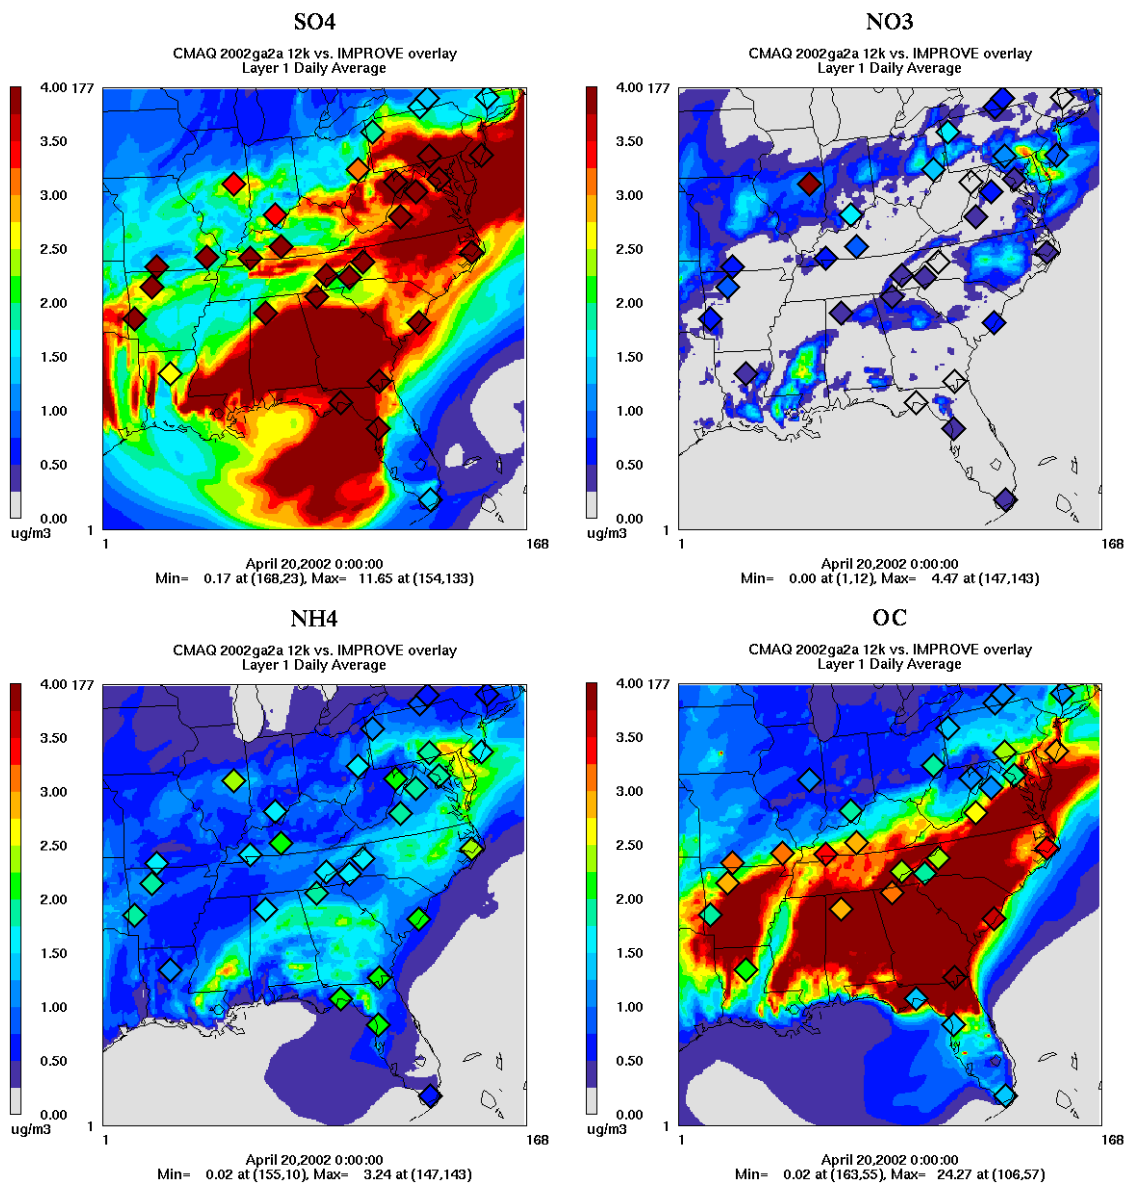 SO4
CMAQ 2002ga2a 12k vs. IMPROVE overlay
Layer 1 Daily Average
4.00 177
3.50
3.00
2.50
2.00
1.50
1.00
0.50
0.00
ug/m3
1
1
168
April 20,2002 0:00:00
Min= 0.17 at (168,23), Max= 11.65 at (154,133)
NO3
CMAQ 2002ga2a 12k vs. IMPROVE overlay
Layer 1 Daily Average
4.00 177
3.50
3.00
2.50
2.00
1.50
1.00
0.50
0.00
ug/m3
1
1
168
April 20,2002 0:00:00
Min= 0.00 at (1,12), Max= 4.47 at (147,143)
NH4
CMAQ 2002ga2a 12k vs. IMPROVE overlay
Layer 1 Daily Average
4.00 177
3.50
3.00
2.50
2.00
1.50
1.00
0.50
0.00
ug/m3
1
1
168
April 20,2002 0:00:00
Min= 0.02 at (155,10), Max= 3.24 at (147,143)
OC
CMAQ 2002ga2a 12k vs. IMPROVE overlay
Layer 1 Daily Average
4.00 177
3.50
3.00
2.50
2.00
1.50
1.00
0.50
0.00
ug/m3
1
1
168
April 20,2002 0:00:00
Min= 0.02 at (163,55), Max= 24.27 at (106,57)